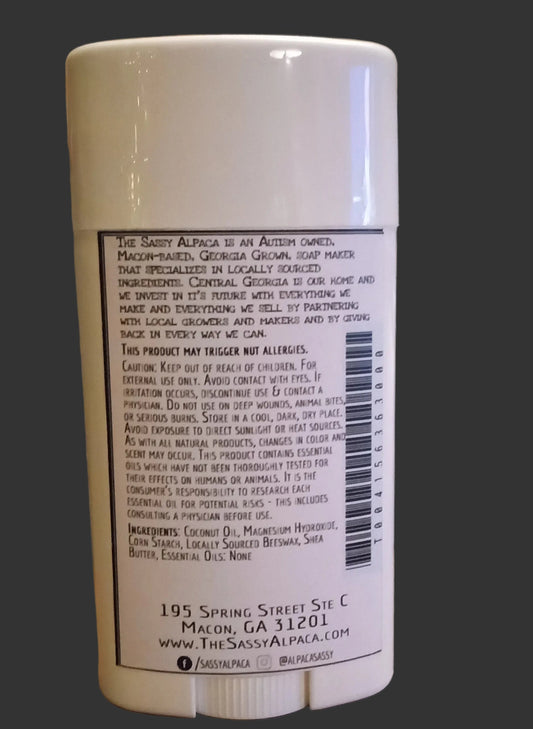 The Sassy Alpaca is an Autism owned,
Macon-based, Georgia Grown, soap maker
that specializes in locally sourced
ingredients. Central Georgia is our home and
we invest in it's future with everything we
make and everything we sell by partnering
with local growers and makers and by giving
back in every way we can.
This product may trigger nut allergies.
Caution: Keep out of reach of children. For
external use only. Avoid contact with eyes. If
irritation occurs, discontinue use & contact a
physician. Do not use on deep wounds, animal bites,
or serious burns. Store in a cool, dark, dry place.
Avoid exposure to direct sunlight or heat sources.
As with all natural products, changes in color and
scent may occur. This product contains essential
oils which have not been thoroughly tested for
their effects on humans or animals. It is the
consumer's responsibility to research each
essential oil for potential risks - this includes
consulting a physician before use.
Ingredients: Coconut Oil, Magnesium Hydroxide,
Corn Starch, Locally Sourced Beeswax, Shea
Butter, Essential Oils: None
T00415636300 0
195 Spring Street Ste C
Macon, GA 31201
www.TheSassyAlpaca.com
/sassyalpaca @alpacasassy